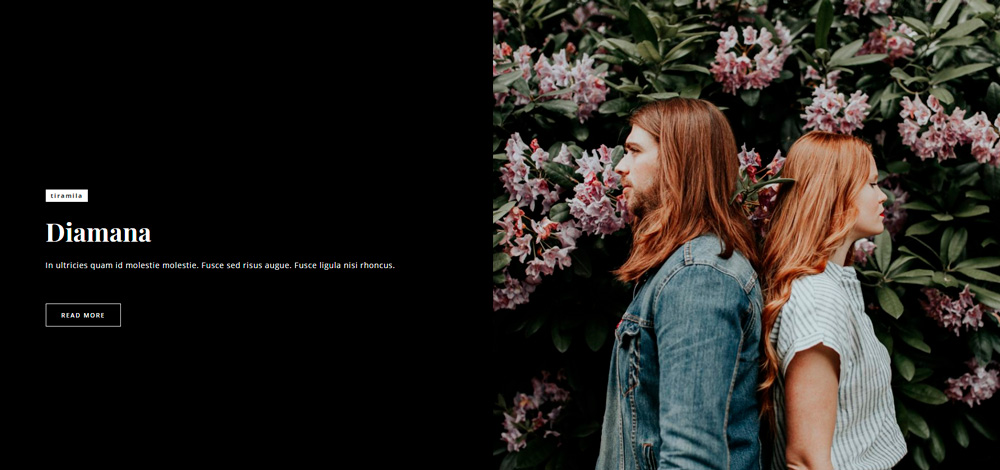 tiramila
Diamana
In ultricies quam id molestie molestie. Fusce sed risus augue. Fusce ligula nisi rhoncus.
READ MORE